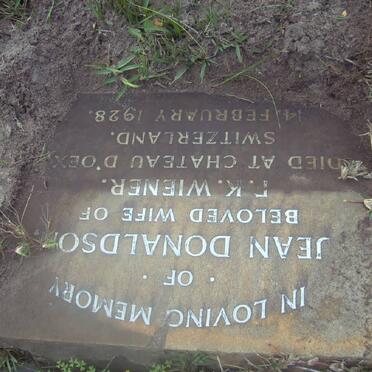 IN LOVING MEMORY
· OF ·
JEAN DONALDSON
BELOVED WIFE OF
F. K. WIENER.
DIED AT CHATEAU D'OEX,
SWITZERLAND.
14 FEBRUARY 1928.